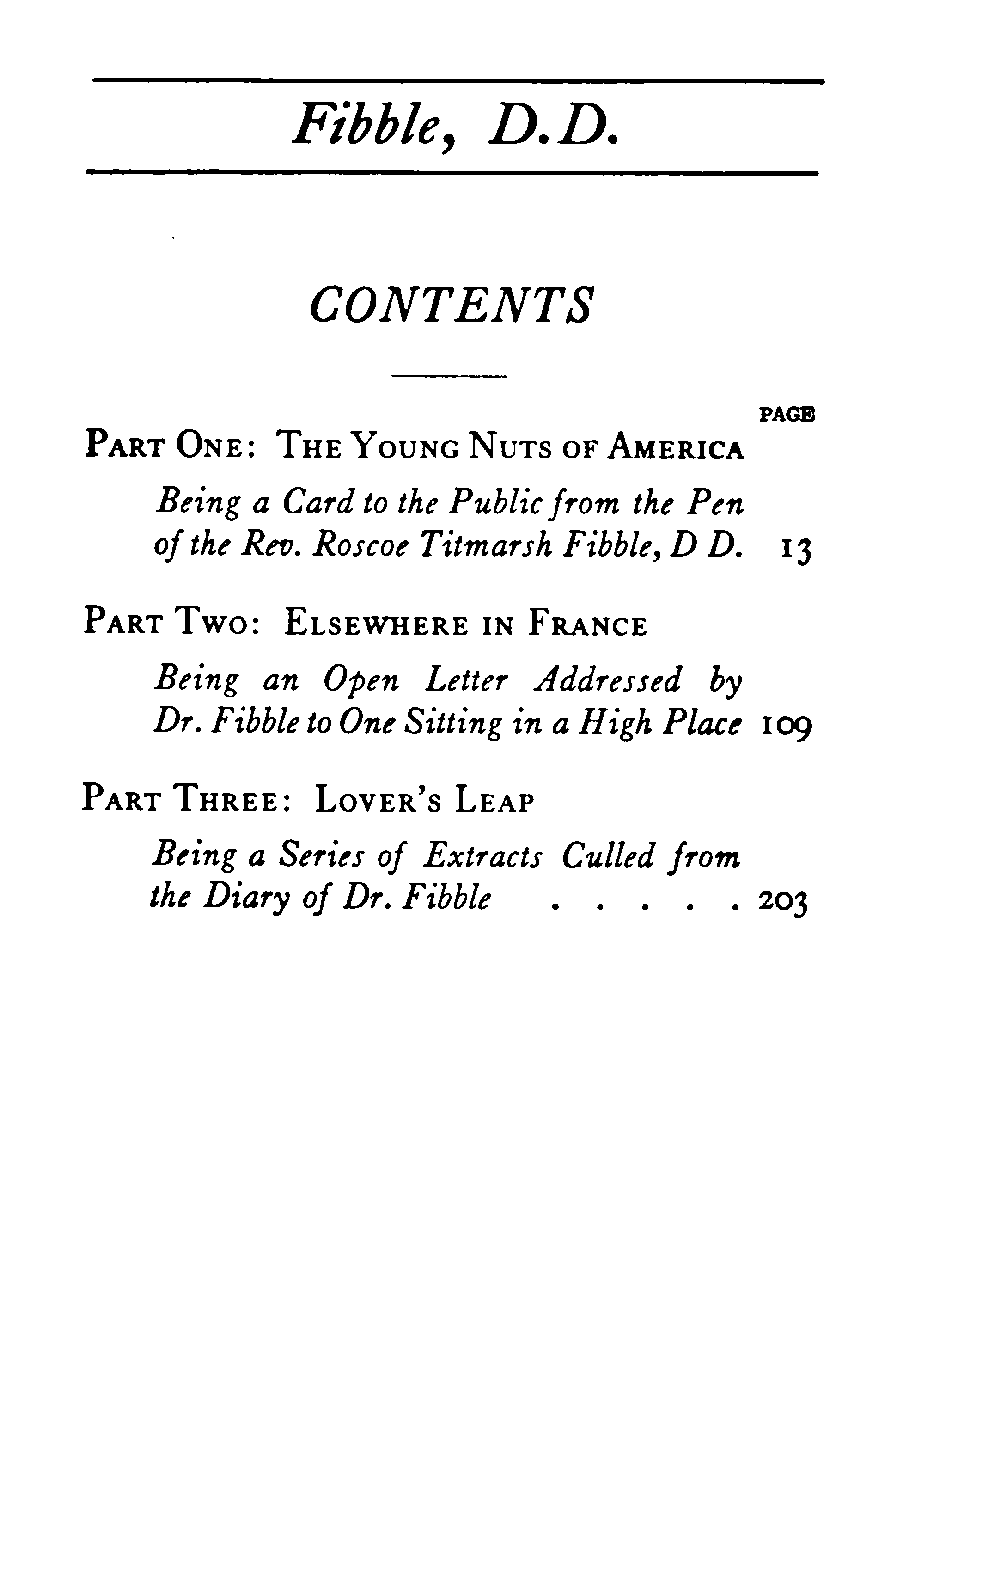 Fibble, D.D.
CONTENTS
PAGE
PART ONE: THE YOUNG NUTS OF AMERICA
Being a Card to the Public from the Pen
of the Rev. Roscoe Titmarsh Fibble, D D. 13
PART TWO: ELSEWHERE IN FRANCE
Being an Open Letter Addressed by
Dr. Fibble to One Sitting in a High Place 109
PART THREE: LOVER'S LEAP
Being a Series of Extracts Culled from
the Diary of Dr. Fibble . . . . . 203